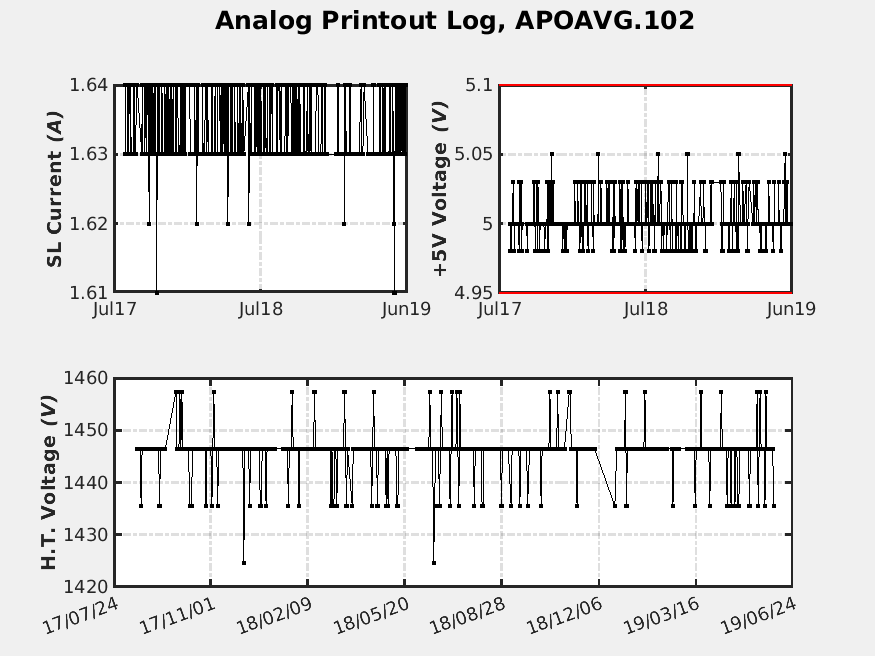 Analog Printout Log, APOAVG.102
SL Current (A)
1.64
1.63
1.62
1.61
Jul17 Jul18 Jun19
+5V Voltage (V)
5.1
5.05
5
4.95
Jul17 Jul18 Jun19
H.T. Voltage (V)
1460
1450
1440
1430
1420
17/07/24 17/11/01 18/02/09 18/05/20 18/08/28 18/12/06 19/03/16 19/06/24